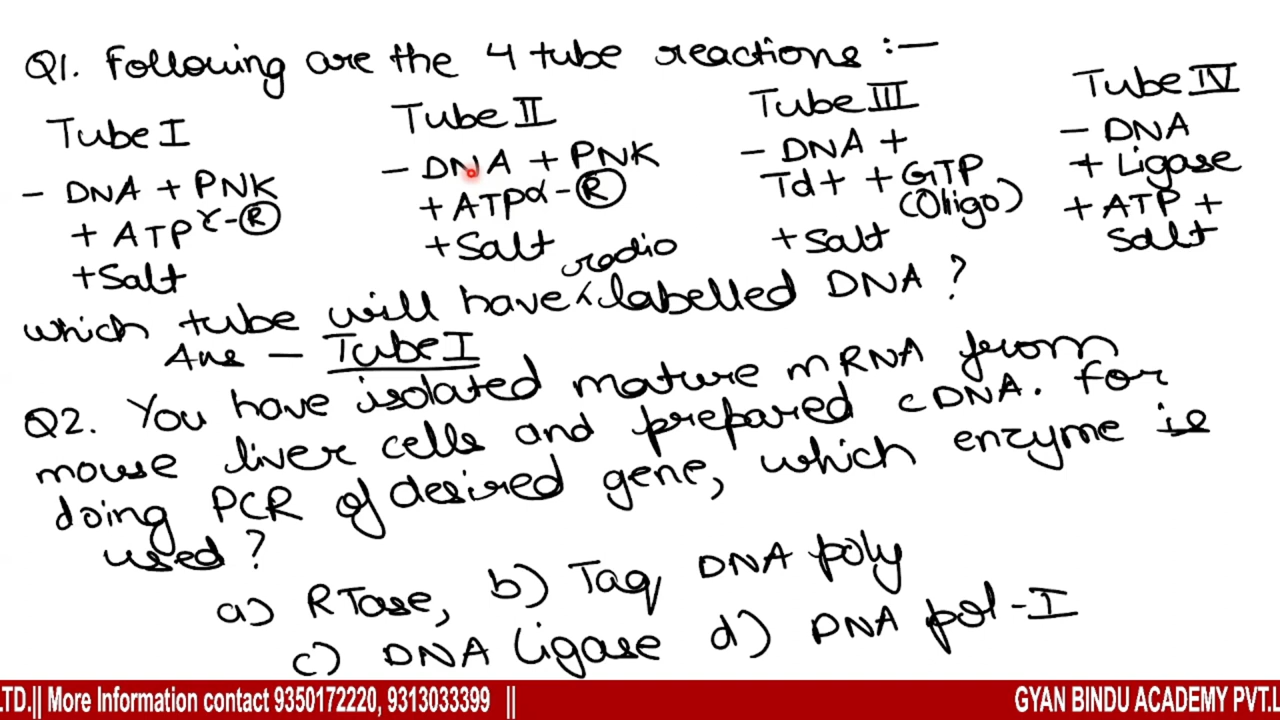 Q1. Following are the 4 tube reactions :—
Tube I
- DNA + PNK
+ ATPγ-Ⓡ
+Salt
Tube II
- DNA + PNK
+ ATPα-Ⓡ
+Salt
Tube III
- DNA +
Td+ + GTP
(Oligo)
+Salt
Tube IV
- DNA
+ Ligase
+ ATP +
Salt
which tube will have radio labelled DNA ?
Ans — Tube I
Q2. You have isolated mature mRNA from
mouse liver cells and prepared cDNA. For
doing PCR of desired gene, which enzyme is
used ?
a) RTase, b) Taq DNA poly
c) DNA Ligase d) DNA pol-I
LTD.|| More Information contact 9350172220, 9313033399 ||
GYAN BINDU ACADEMY PVT.L